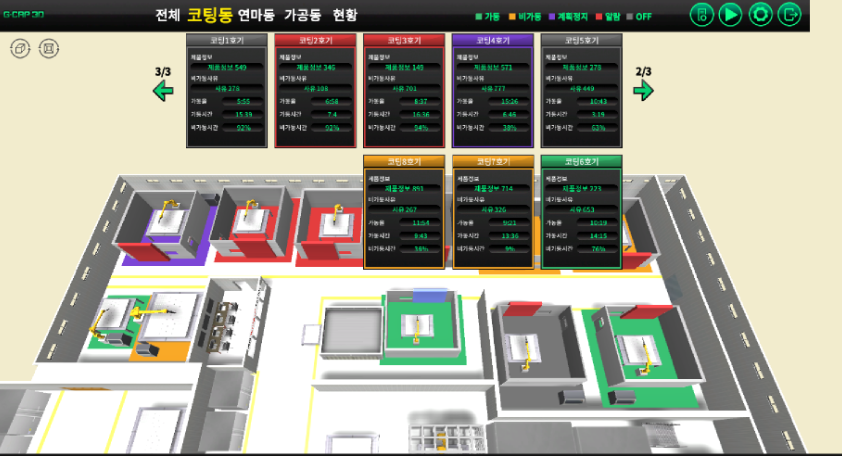 G-CAP 3D
전체 코팅동 연마동 가공동 현황
가동 비가동 계획정지 알람 OFF
3/3
2/3
코팅1호기
제품정보
제품정보 549
비가동사유
사유 278
가동률 5:55
가동시간 15:39
비가동시간 92%
코팅2호기
제품정보
제품정보 346
비가동사유
사유 108
가동률 6:56
가동시간 7:4
비가동시간 92%
코팅3호기
제품정보
제품정보 149
비가동사유
사유 701
가동률 8:37
가동시간 16:36
비가동시간 54%
코팅4호기
제품정보
제품정보 571
비가동사유
사유 777
가동률 15:26
가동시간 6:46
비가동시간 38%
코팅5호기
제품정보
제품정보 278
비가동사유
사유 449
가동률 10:43
가동시간 3:19
비가동시간 63%
코팅8호기
제품정보
제품정보 891
비가동사유
사유 267
가동률 11:54
가동시간 9:43
비가동시간 58%
코팅7호기
제품정보
제품정보 714
비가동사유
사유 326
가동률 9:21
가동시간 13:56
비가동시간 9%
코팅6호기
제품정보
제품정보 223
비가동사유
사유 653
가동률 10:19
가동시간 14:15
비가동시간 76%